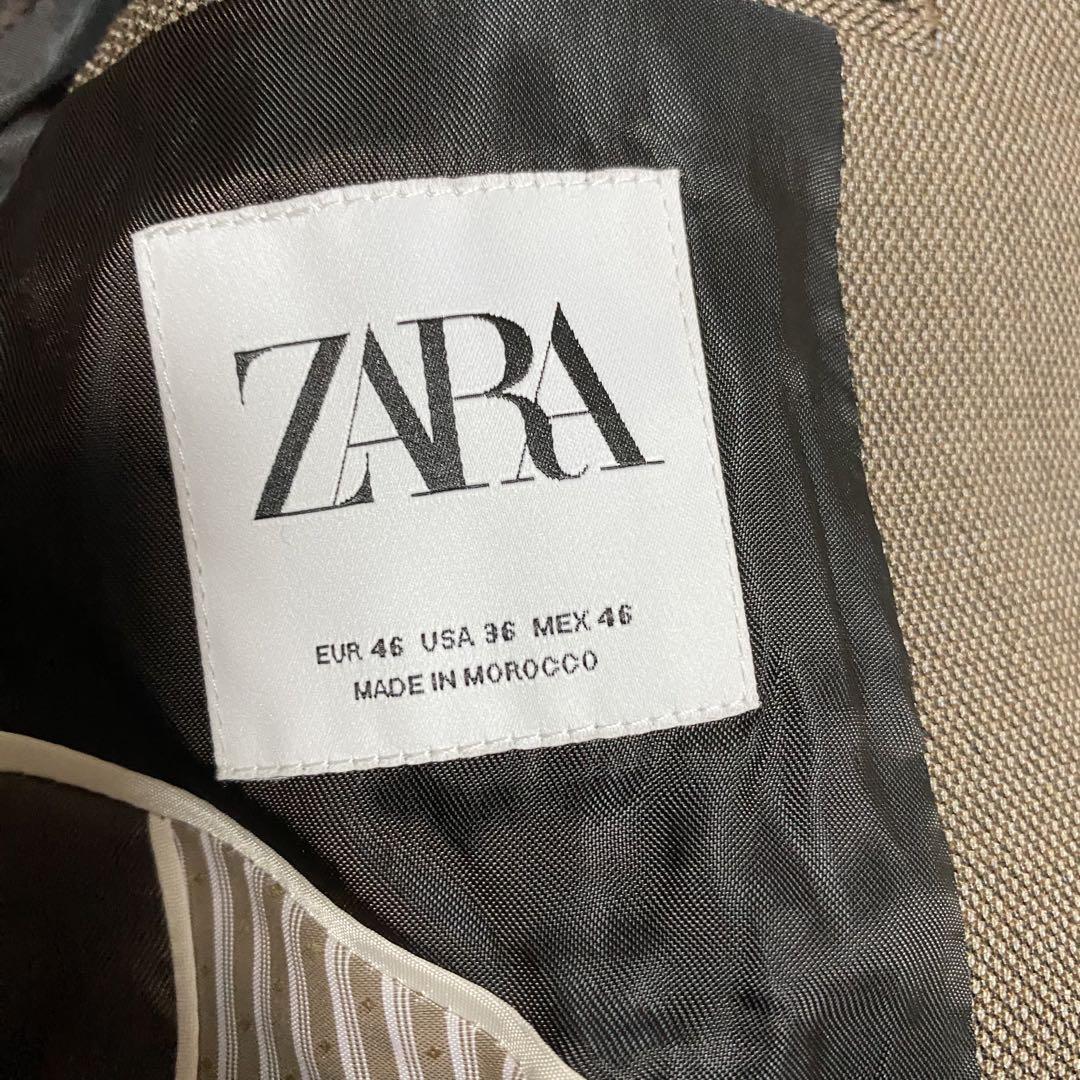 ZARA
EUR 46 USA 36 MEX 46
MADE IN MOROCCO